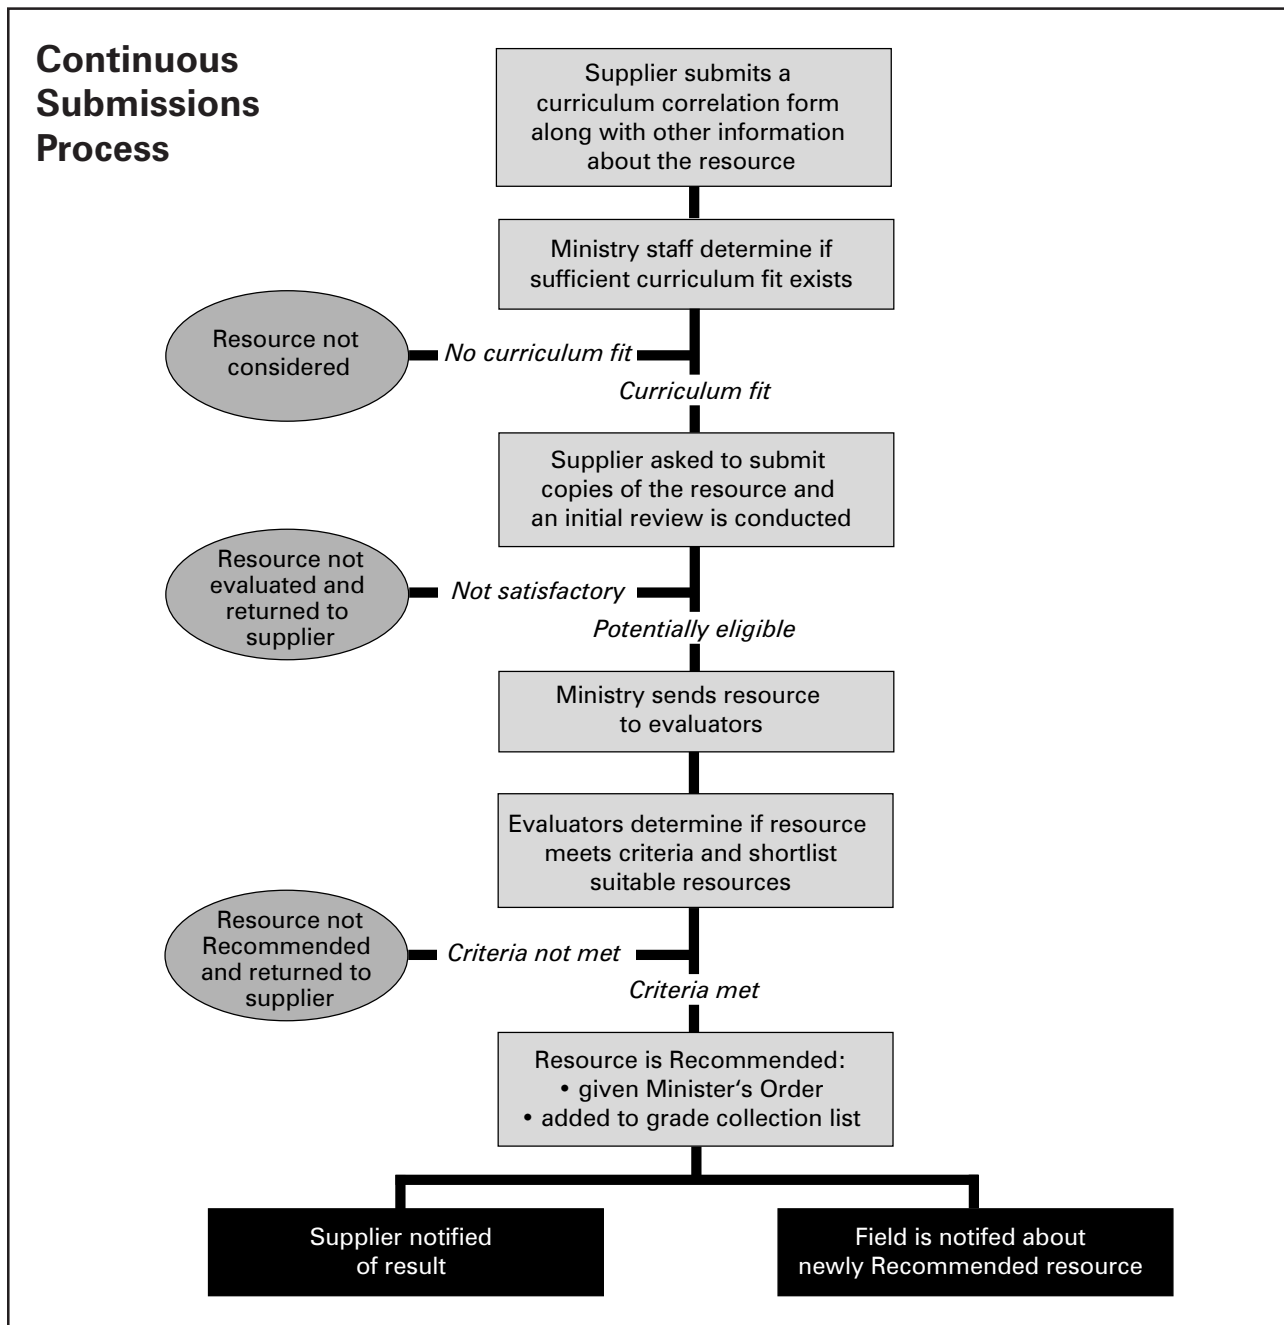 Continuous
Submissions
Process
Supplier submits a
curriculum correlation form
along with other information
about the resource
Ministry staff determine if
sufficient curriculum fit exists
Resource not
considered
No curriculum fit
Curriculum fit
Supplier asked to submit
copies of the resource and
an initial review is conducted
Resource not
evaluated and
returned to
supplier
Not satisfactory
Potentially eligible
Ministry sends resource
to evaluators
Evaluators determine if resource
meets criteria and shortlist
suitable resources
Resource not
Recommended
and returned to
supplier
Criteria not met
Criteria met
Resource is Recommended:
• given Minister‘s Order
• added to grade collection list
Supplier notified
of result
Field is notifed about
newly Recommended resource